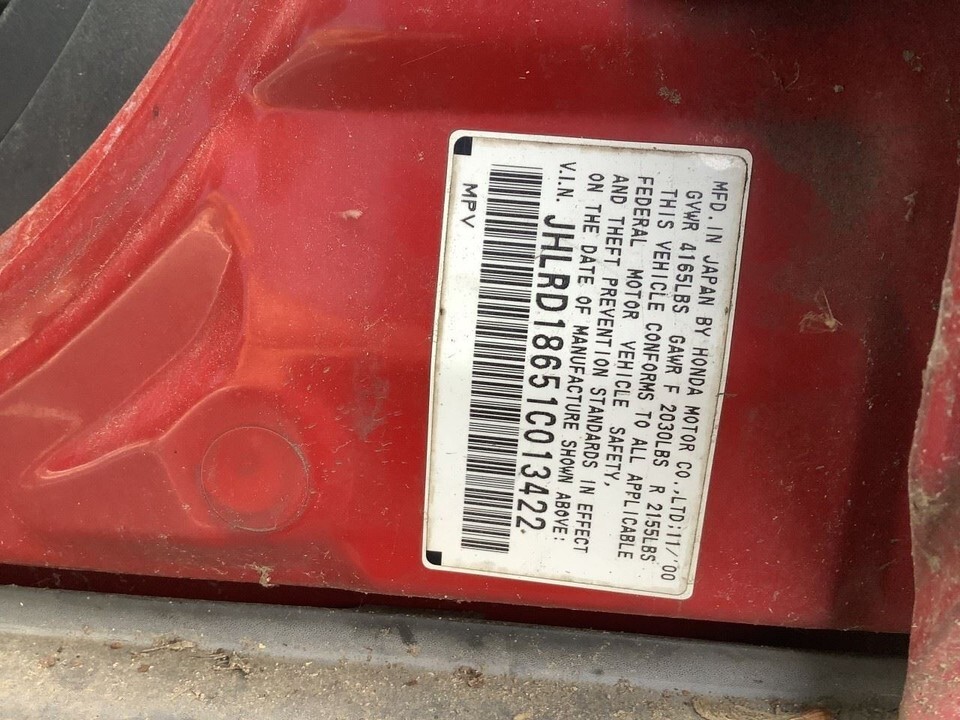 MFD. IN JAPAN BY HONDA MOTOR CO.,LTD;11/'00
GVWR 4165LBS GAWR F 2030LBS R 2155LBS
THIS VEHICLE CONFORMS TO ALL APPLICABLE
FEDERAL MOTOR VEHICLE SAFETY.
AND THEFT PREVENTION STANDARDS IN EFFECT
ON THE DATE OF MANUFACTURE SHOWN ABOVE:
V.I.N. JHLRD18651C013422
MPV